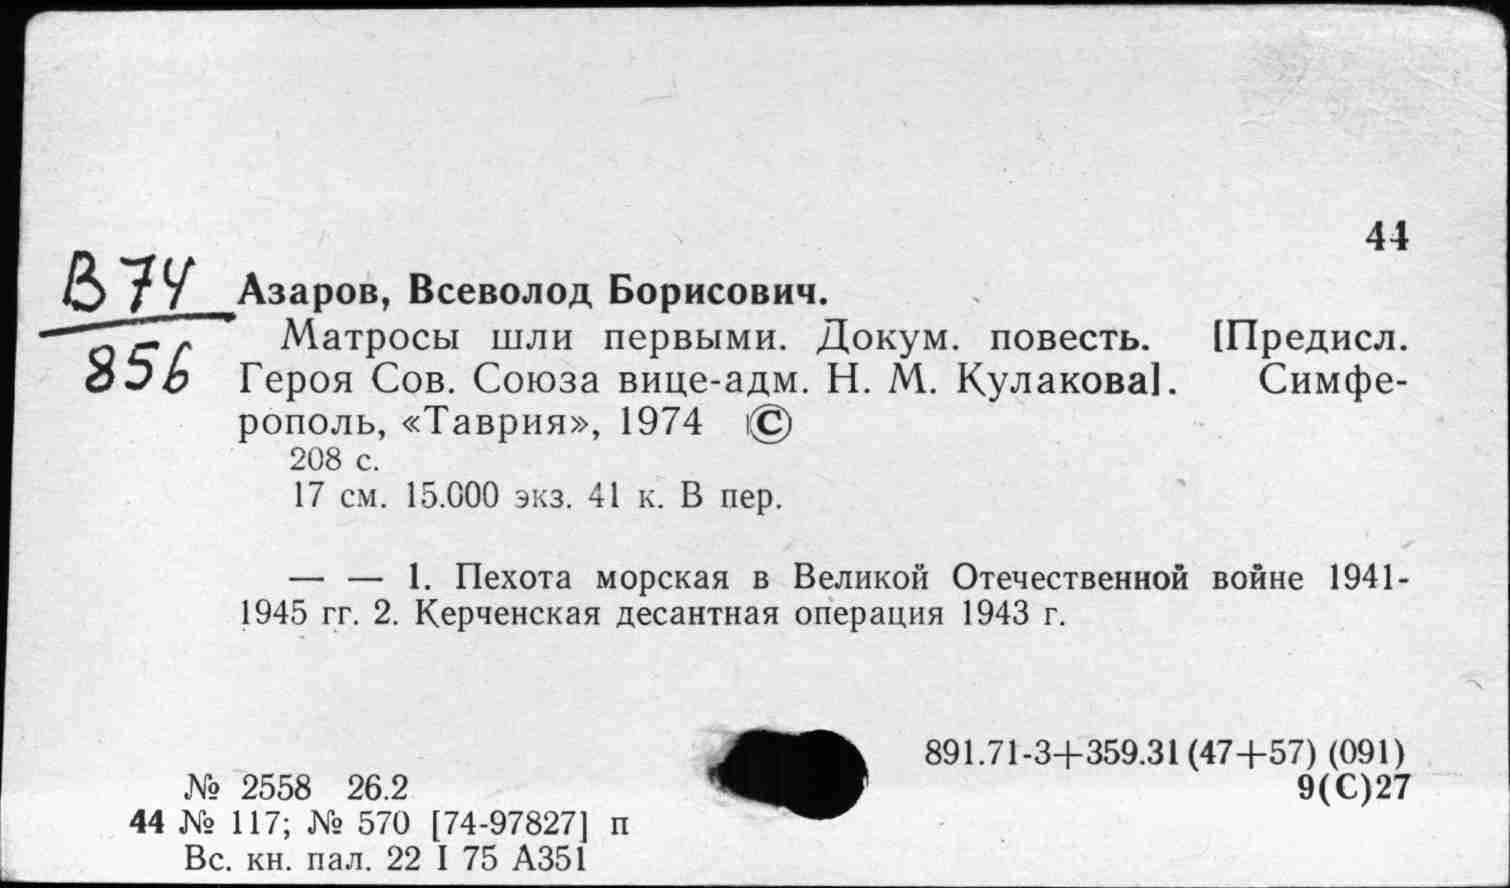 44
В 74
856
Азаров, Всеволод Борисович.
Матросы шли первыми. Докум. повесть. [Предисл.
Героя Сов. Союза вице-адм. Н. М. Кулакова]. Симфе-
рополь, «Таврия», 1974 ©
208 с.
17 см. 15.000 экз. 41 к. В пер.
— — 1. Пехота морская в Великой Отечественной войне 1941-
1945 гг. 2. Керченская десантная операция 1943 г.
891.71-3+359.31(47+57) (091)
9(С)27
№ 2558 26.2
44 № 117; № 570 [74-97827] п
Вс. кн. пал. 22 I 75 А351